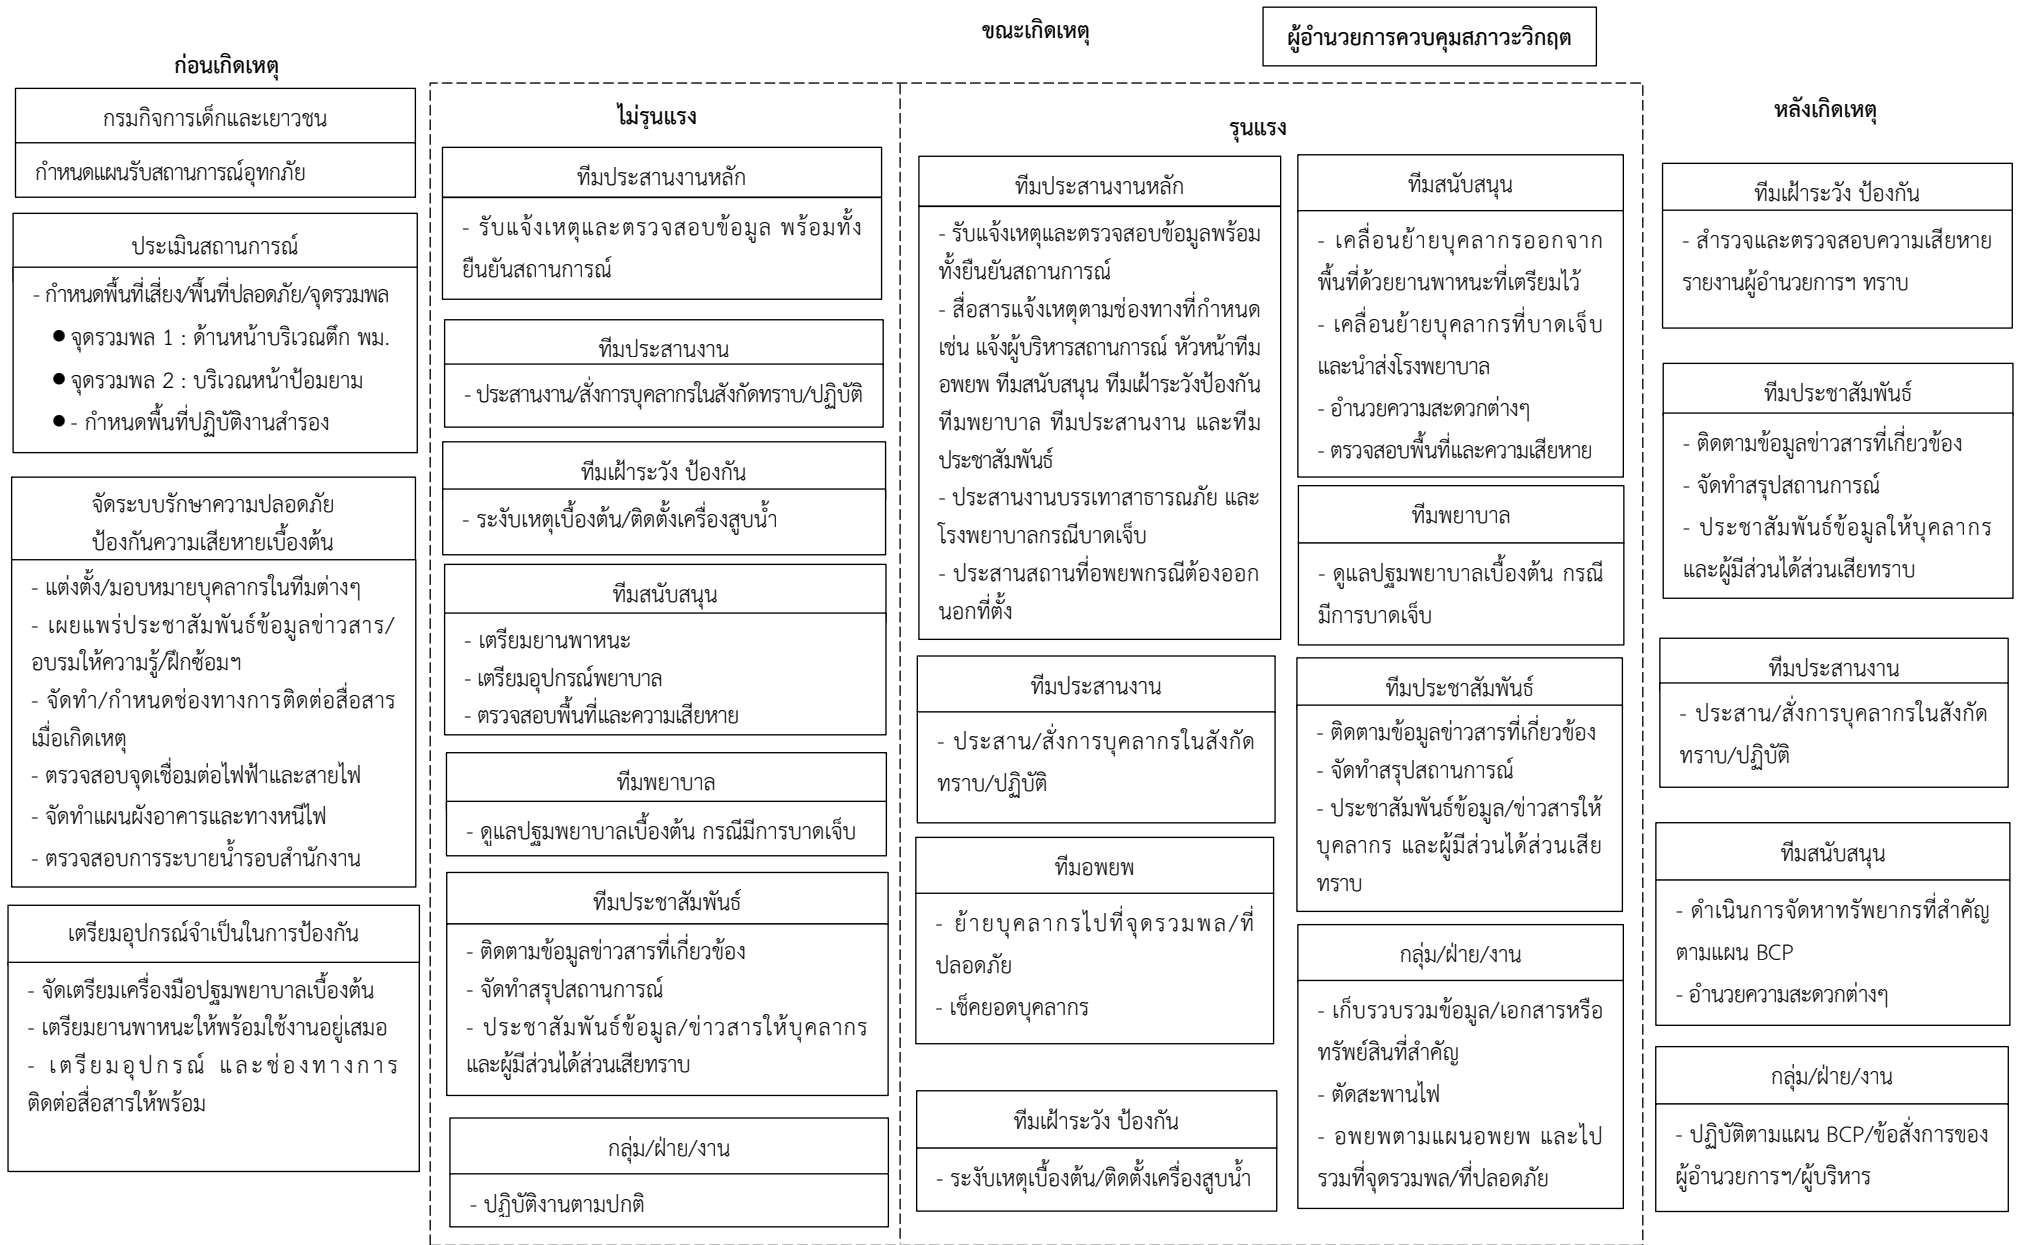 ขณะเกิดเหตุ
ผู้อำนวยการควบคุมสภาวะวิกฤต
ก่อนเกิดเหตุ
กรมกิจการเด็กและเยาวชน
กำหนดแผนรับสถานการณ์อุทกภัย
ประเมินสถานการณ์
- กำหนดพื้นที่เสี่ยง/พื้นที่ปลอดภัย/จุดรวมพล
● จุดรวมพล 1 : ด้านหน้าบริเวณตึก พม.
● จุดรวมพล 2 : บริเวณหน้าป้อมยาม
● - กำหนดพื้นที่ปฏิบัติงานสำรอง
จัดระบบรักษาความปลอดภัย
ป้องกันความเสียหายเบื้องต้น
- แต่งตั้ง/มอบหมายบุคลากรในทีมต่างๆ
- เผยแพร่ประชาสัมพันธ์ข้อมูลข่าวสาร/
อบรมให้ความรู้/ฝึกซ้อมฯ
- จัดทำ/กำหนดช่องทางการติดต่อสื่อสาร
เมื่อเกิดเหตุ
- ตรวจสอบจุดเชื่อมต่อไฟฟ้าและสายไฟ
- จัดทำแผนผังอาคารและทางหนีไฟ
- ตรวจสอบการระบายน้ำรอบสำนักงาน
เตรียมอุปกรณ์จำเป็นในการป้องกัน
- จัดเตรียมเครื่องมือปฐมพยาบาลเบื้องต้น
- เตรียมยานพาหนะให้พร้อมใช้งานอยู่เสมอ
- เตรียมอุปกรณ์ และช่องทางการ
ติดต่อสื่อสารให้พร้อม
ไม่รุนแรง
ทีมประสานงานหลัก
- รับแจ้งเหตุและตรวจสอบข้อมูล พร้อมทั้ง
ยืนยันสถานการณ์
ทีมประสานงาน
- ประสานงาน/สั่งการบุคลากรในสังกัดทราบ/ปฏิบัติ
ทีมเฝ้าระวัง ป้องกัน
- ระงับเหตุเบื้องต้น/ติดตั้งเครื่องสูบน้ำ
ทีมสนับสนุน
- เตรียมยานพาหนะ
- เตรียมอุปกรณ์พยาบาล
- ตรวจสอบพื้นที่และความเสียหาย
ทีมพยาบาล
- ดูแลปฐมพยาบาลเบื้องต้น กรณีมีการบาดเจ็บ
ทีมประชาสัมพันธ์
- ติดตามข้อมูลข่าวสารที่เกี่ยวข้อง
- จัดทำสรุปสถานการณ์
- ประชาสัมพันธ์ข้อมูล/ข่าวสารให้บุคลากร
และผู้มีส่วนได้ส่วนเสียทราบ
กลุ่ม/ฝ่าย/งาน
- ปฏิบัติงานตามปกติ
รุนแรง
ทีมประสานงานหลัก
- รับแจ้งเหตุและตรวจสอบข้อมูลพร้อม
ทั้งยืนยันสถานการณ์
- สื่อสารแจ้งเหตุตามช่องทางที่กำหนด
เช่น แจ้งผู้บริหารสถานการณ์ หัวหน้าทีม
อพยพ ทีมสนับสนุน ทีมเฝ้าระวังป้องกัน
ทีมพยาบาล ทีมประสานงาน และทีม
ประชาสัมพันธ์
- ประสานงานบรรเทาสาธารณภัย และ
โรงพยาบาลกรณีบาดเจ็บ
- ประสานสถานที่อพยพกรณีต้องออก
นอกที่ตั้ง
ทีมประสานงาน
- ประสาน/สั่งการบุคลากรในสังกัด
ทราบ/ปฏิบัติ
ทีมอพยพ
- ย้ายบุคลากรไปที่จุดรวมพล/ที่
ปลอดภัย
- เช็คยอดบุคลากร
ทีมเฝ้าระวัง ป้องกัน
- ระงับเหตุเบื้องต้น/ติดตั้งเครื่องสูบน้ำ
ทีมสนับสนุน
- เคลื่อนย้ายบุคลากรออกจาก
พื้นที่ด้วยยานพาหนะที่เตรียมไว้
- เคลื่อนย้ายบุคลากรที่บาดเจ็บ
และนำส่งโรงพยาบาล
- อำนวยความสะดวกต่างๆ
- ตรวจสอบพื้นที่และความเสียหาย
ทีมพยาบาล
- ดูแลปฐมพยาบาลเบื้องต้น กรณี
มีการบาดเจ็บ
ทีมประชาสัมพันธ์
- ติดตามข้อมูลข่าวสารที่เกี่ยวข้อง
- จัดทำสรุปสถานการณ์
- ประชาสัมพันธ์ข้อมูล/ข่าวสารให้
บุคลากร และผู้มีส่วนได้ส่วนเสีย
ทราบ
กลุ่ม/ฝ่าย/งาน
- เก็บรวบรวมข้อมูล/เอกสารหรือ
ทรัพย์สินที่สำคัญ
- ตัดสะพานไฟ
- อพยพตามแผนอพยพ และไป
รวมที่จุดรวมพล/ที่ปลอดภัย
หลังเกิดเหตุ
ทีมเฝ้าระวัง ป้องกัน
- สำรวจและตรวจสอบความเสียหาย
รายงานผู้อำนวยการฯ ทราบ
ทีมประชาสัมพันธ์
- ติดตามข้อมูลข่าวสารที่เกี่ยวข้อง
- จัดทำสรุปสถานการณ์
- ประชาสัมพันธ์ข้อมูลให้บุคลากร
และผู้มีส่วนได้ส่วนเสียทราบ
ทีมประสานงาน
- ประสาน/สั่งการบุคลากรในสังกัด
ทราบ/ปฏิบัติ
ทีมสนับสนุน
- ดำเนินการจัดหาทรัพยากรที่สำคัญ
ตามแผน BCP
- อำนวยความสะดวกต่างๆ
กลุ่ม/ฝ่าย/งาน
- ปฏิบัติตามแผน BCP/ข้อสั่งการของ
ผู้อำนวยการฯ/ผู้บริหาร